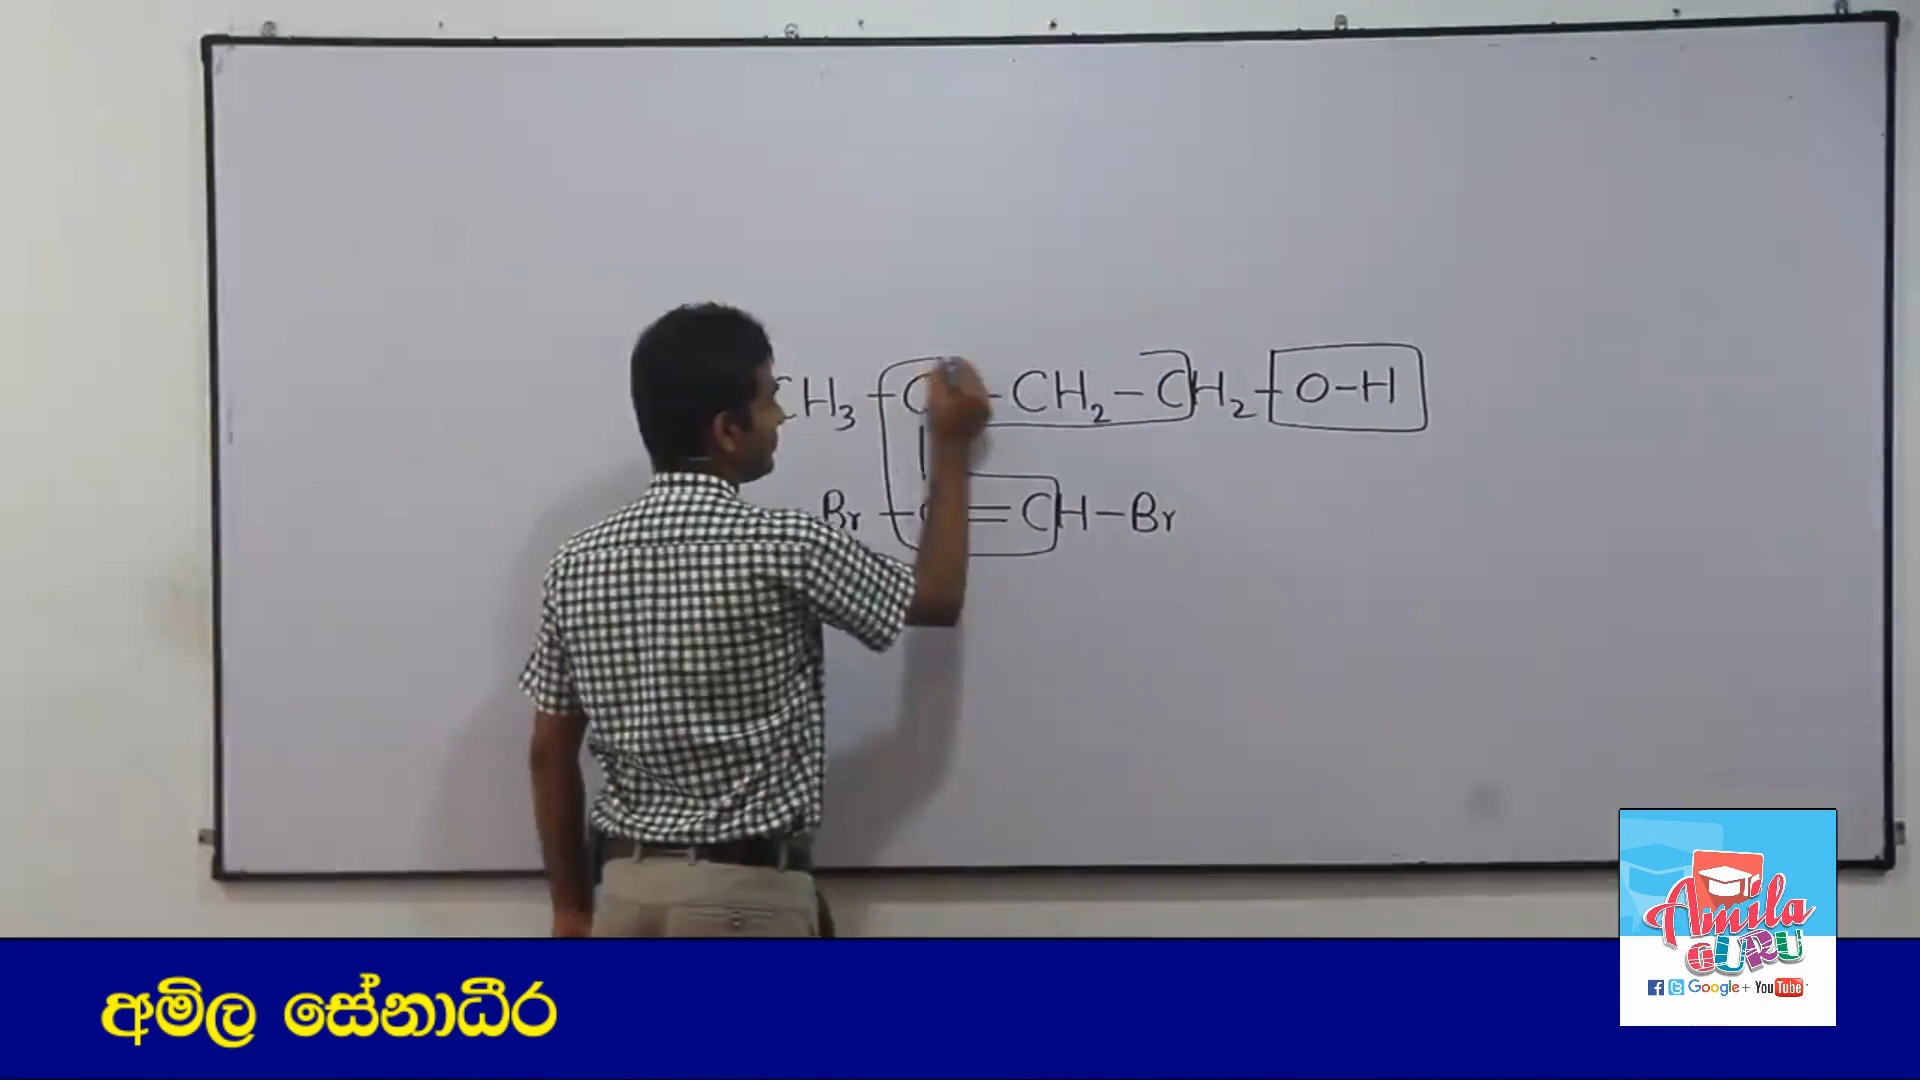 CH₃ – C – CH₂ – CH₂ – O–H
Br – C = CH – Br
අමිල සේනාධීර
Amila
GURU
Google+ YouTube